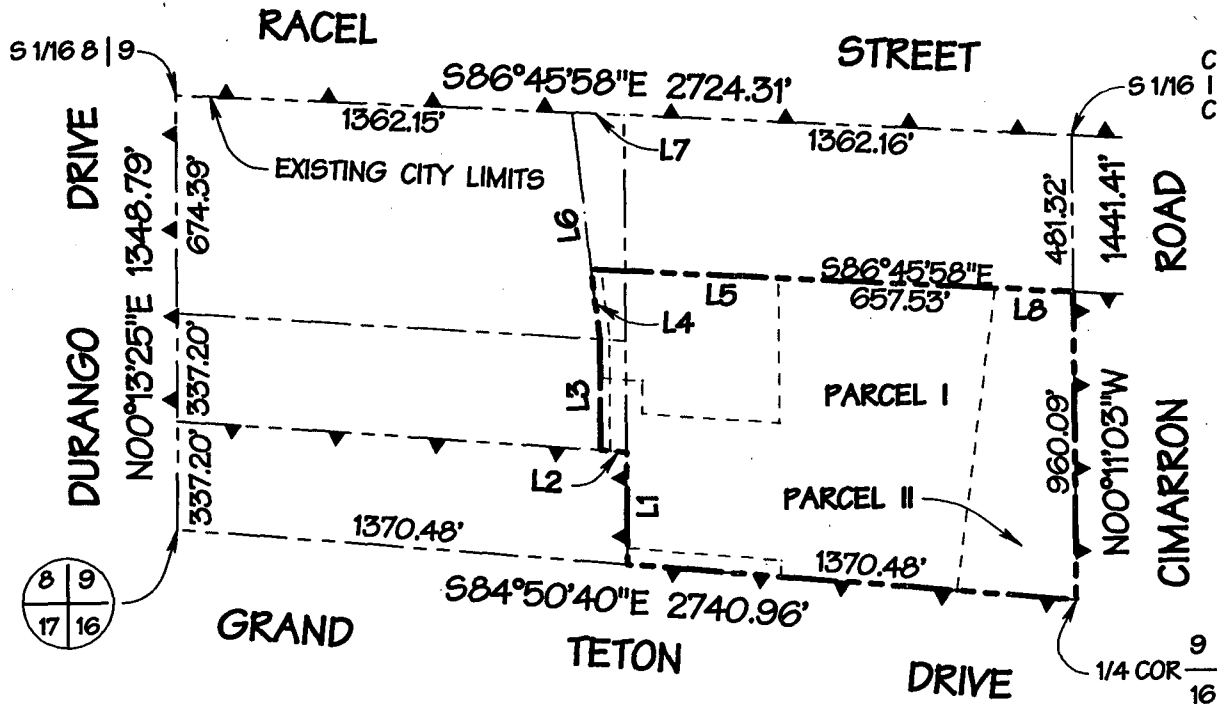 RACEL
STREET
S 1/16 8 | 9
S86°45'58"E 2724.31'
C
S 1/16 1
C
1362.15'
1362.16'
L7
EXISTING CITY LIMITS
DRIVE
DURANGO
N00°13'25"E 1348.79'
674.39'
337.20'
337.20'
L6
481.32'
1441.41'
ROAD
S86°45'58"E
657.53'
L5
L8
L4
L3
PARCEL I
960.09'
N00°11'03"W
CIMARRON
L2
L1
PARCEL II
1370.48'
1370.48'
S84°50'40"E 2740.96'
8 9
17 16
GRAND
TETON
DRIVE
1/4 COR 9
16